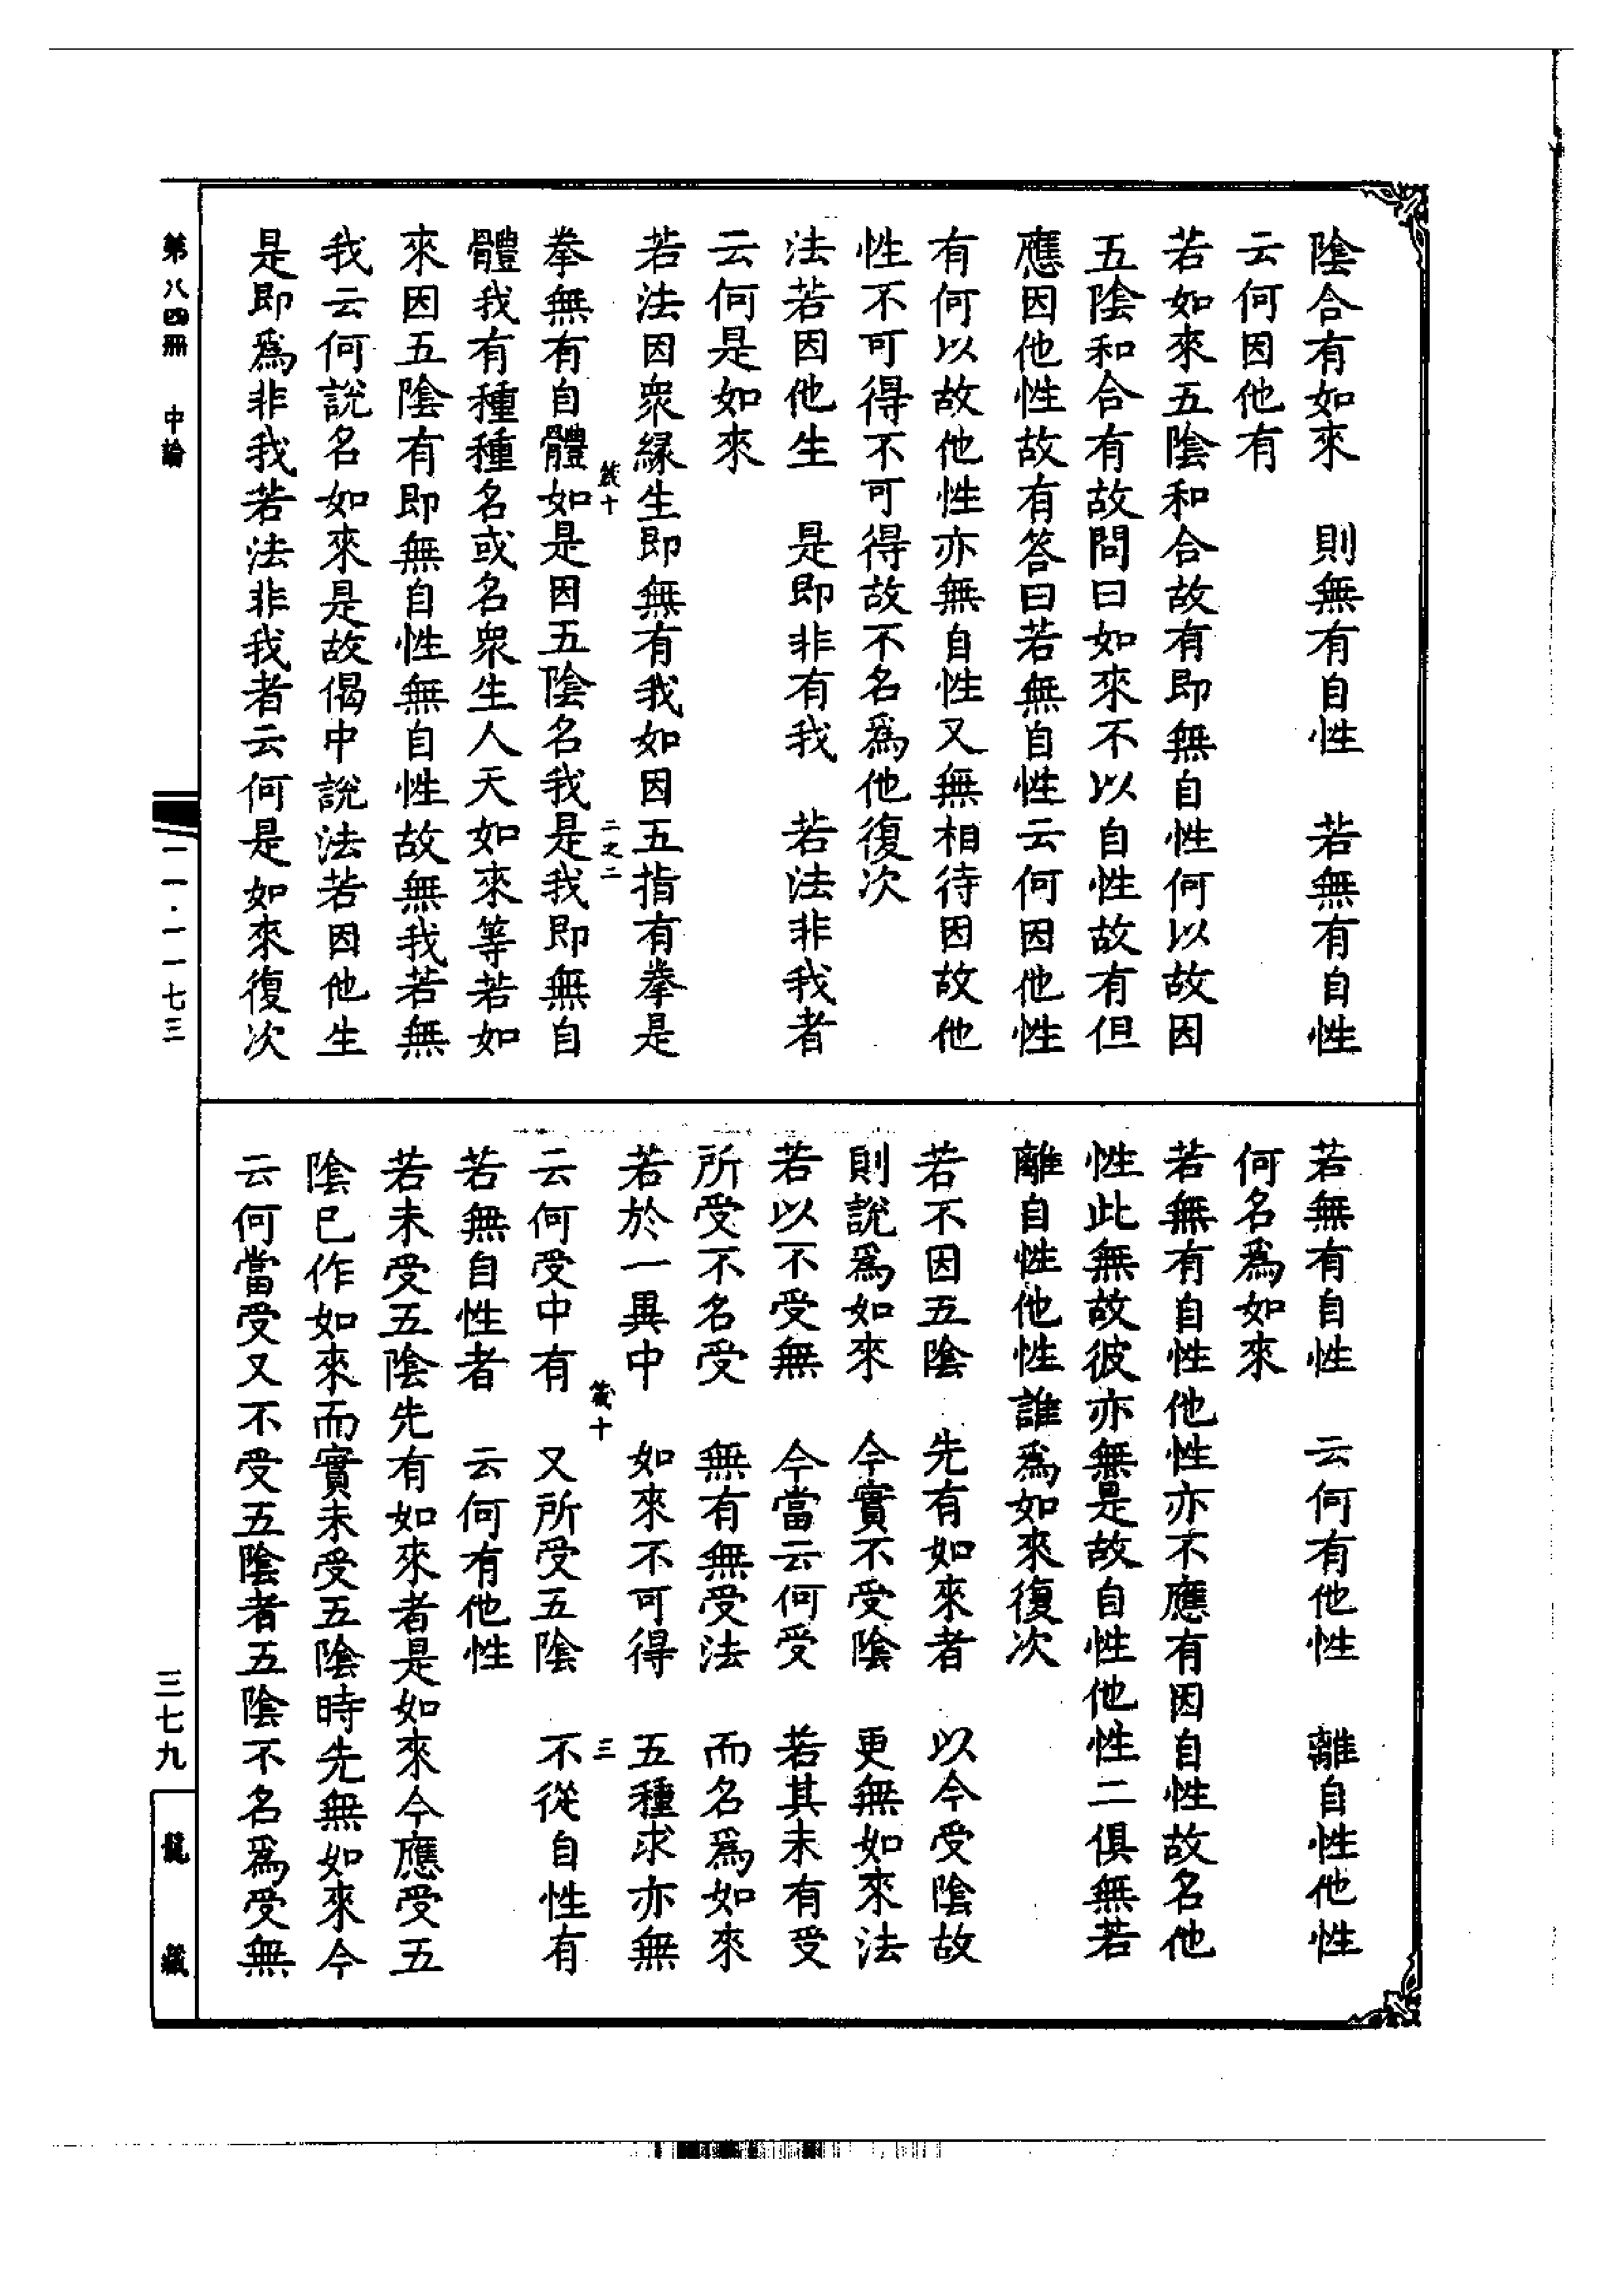 陰合有如來　則無有自性　若無有自性
云何因他有
若如來五陰和合故有即無自性何以故因
五陰和合有故問曰如來不以自性故有但
應因他性故有答曰若無自性云何因他性
有何以故他性亦無自性又無相待因故他
性不可得不可得故不名爲他復次
法若因他生　是即非有我　若法非我者
云何是如來
若法因衆緣生即無有我如因五指有拳是
拳無有自體如是因五陰名我是我即無自
體我有種種名或名衆生人天如來等若如
來因五陰有即無自性無自性故無我若無
我云何說名如來是故偈中說法若因他生
是即爲非我若法非我者云何是如來復次
若無有自性　云何有他性　離自性他性
何名爲如來
若無有自性他性亦不應有因自性故名他
性此無故彼亦無是故自性他性二俱無若
離自性他性誰爲如來復次
若不因五陰　先有如來者　以今受陰故
則說爲如來　今實不受陰　更無如來法
若以不受無　今當云何受　若其未有受
所受不名受　無有無受法　而名爲如來
若於一異中　如來不可得　五種求亦無
云何受中有　又所受五陰　不從自性有
若無自性者　云何有他性
若未受五陰先有如來者是如來今應受五
陰已作如來而實未受五陰時先無如來今
云何當受又不受五陰者五陰不名爲受無
十
二之二
十
三
第八四冊　中論
一一一·一一七三
三七九
龍藏